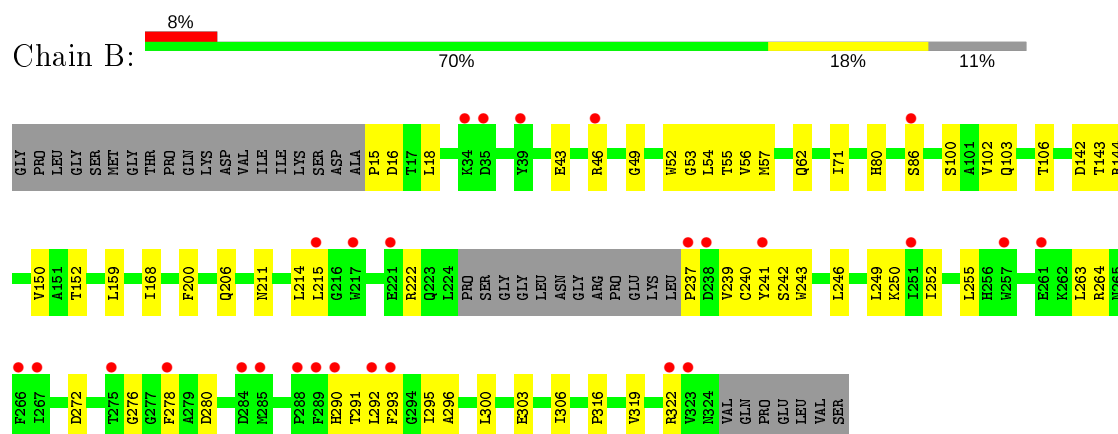 8%
Chain B:
70% 18% 11%
GLY PRO LEU GLY SER MET GLY THR PRO GLN LYS ASP VAL ILE ILE LYS SER ASP ALA P15 D16 T17 L18 K34 D35 Y39 E43 R46 G49 W52 G53 L54 T55 V56 M57 Q62 I71 H80 S86 S100 A101 V102 Q103 T106 D142 T143 R144
V150 A151 T152 L159 I168 F200 Q206 N211 L214 L215 G216 W217 E221 R222 Q223 L224 PRO SER GLY GLY LEU ASN GLY ARG PRO GLU LYS LEU P237 D238 V239 C240 Y241 S242 W243 L246 L249 K250 I251 I252 L255 H256 W257 E261 K262 L263 R264 N265
F266 I267 D272 T275 G276 G277 F278 A279 D280 D284 M285 P288 F289 H290 T291 L292 F293 G294 I295 A296 L300 E303 I306 P316 V319 R322 V323 N324 VAL GLN PRO GLU LEU VAL SER